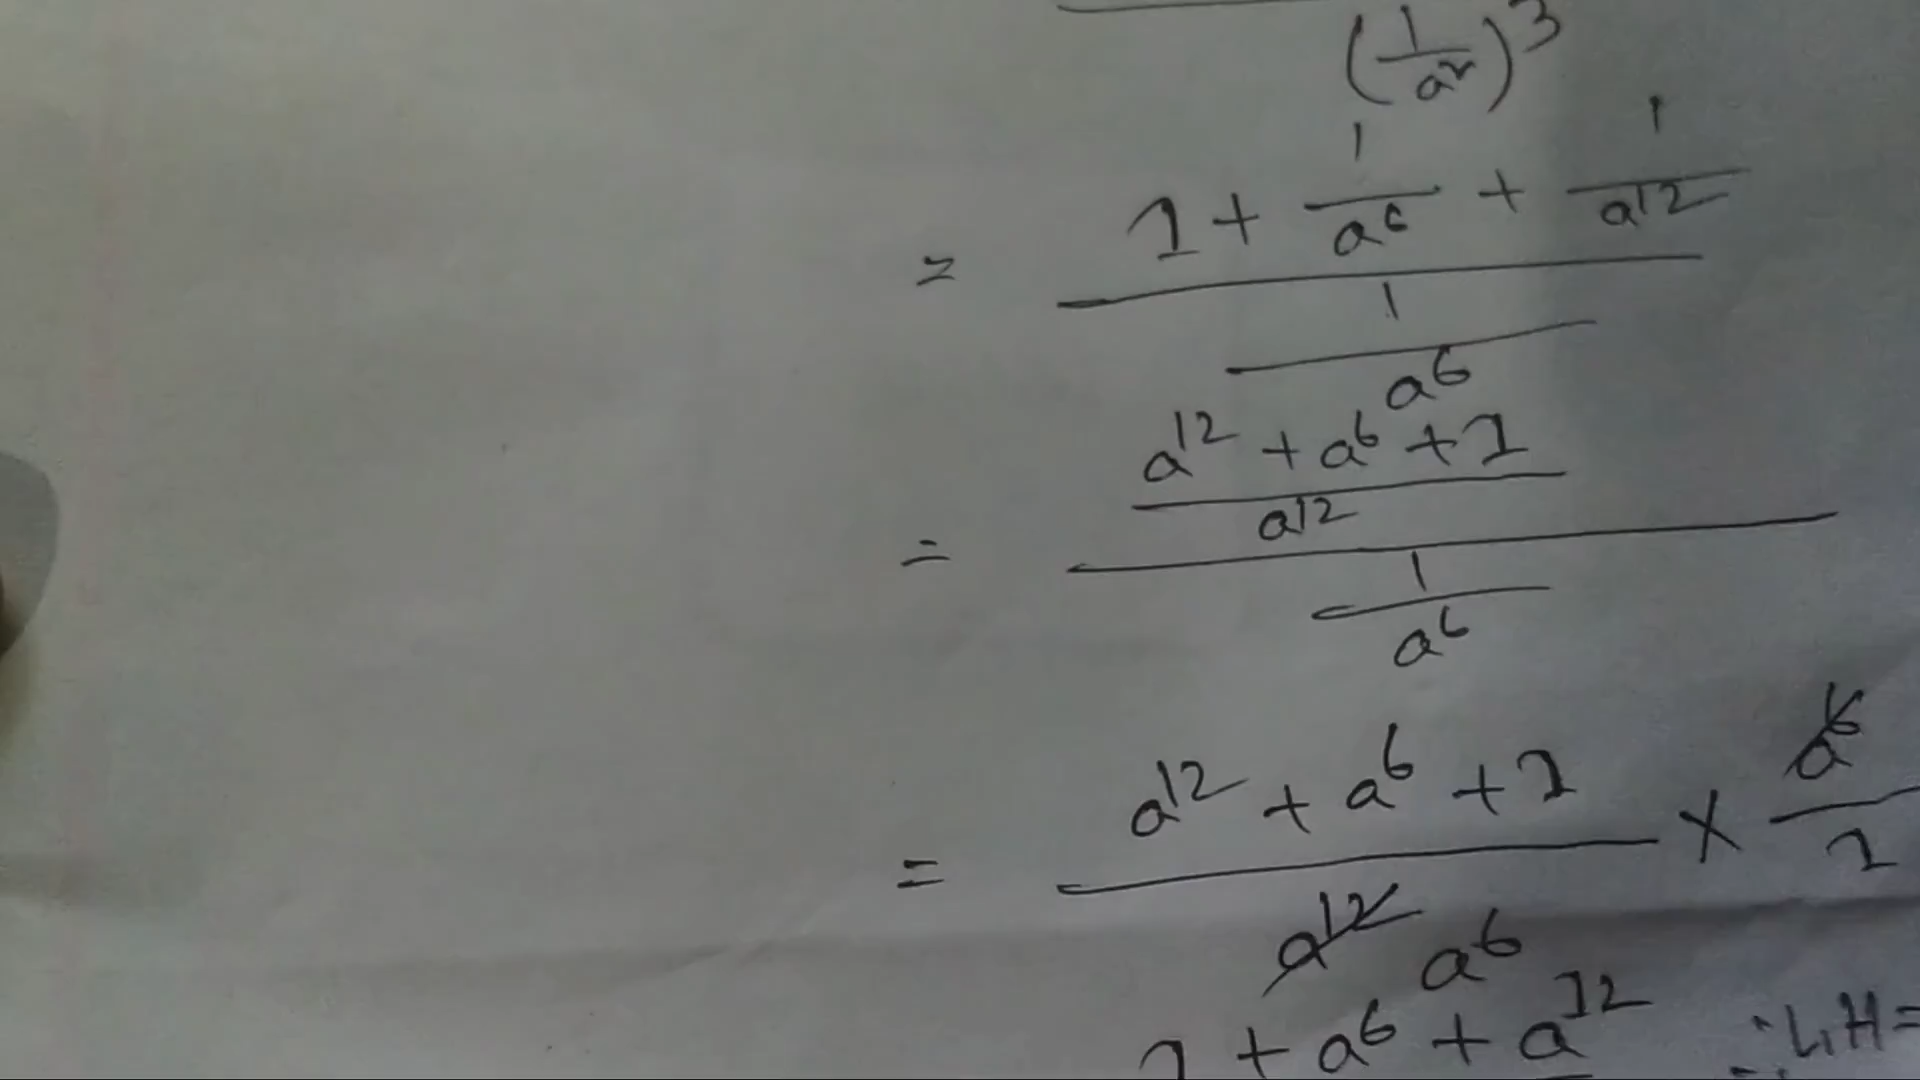 (1/a²)³
= (1 + 1/a⁶ + 1/a¹²) / (1/a⁶)
= ((a¹² + a⁶ + 1)/a¹²) / (1/a⁶)
= (a¹² + a⁶ + 1)/a¹² × a⁶/1
a⁶
1 + a⁶ + a¹²